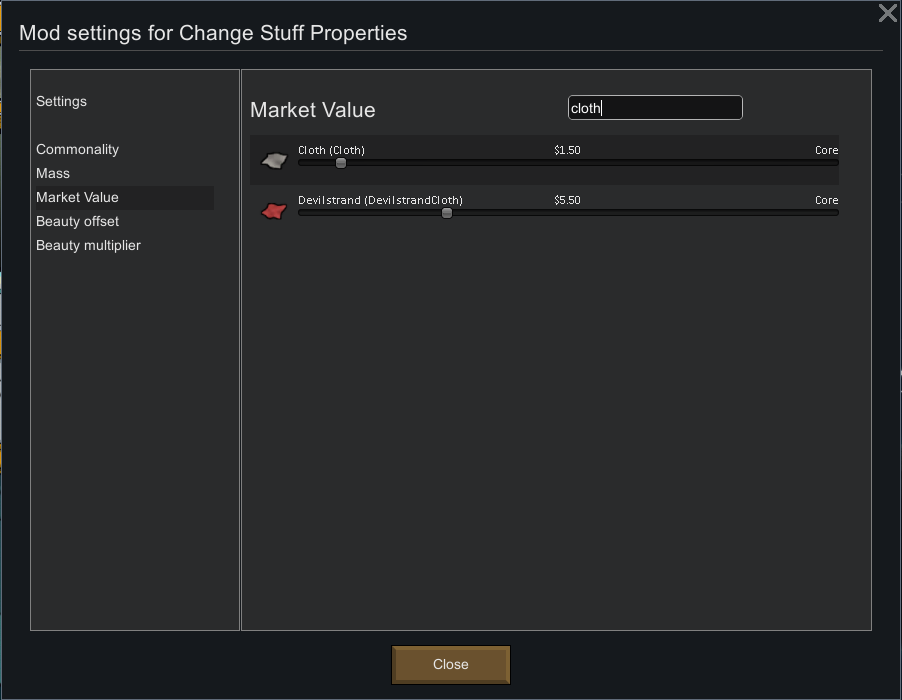 Mod settings for Change Stuff Properties
Settings
Commonality
Mass
Market Value
Beauty offset
Beauty multiplier
Market Value
cloth
Cloth (Cloth) $1.50 Core
Devilstrand (DevilstrandCloth) $5.50 Core
Close